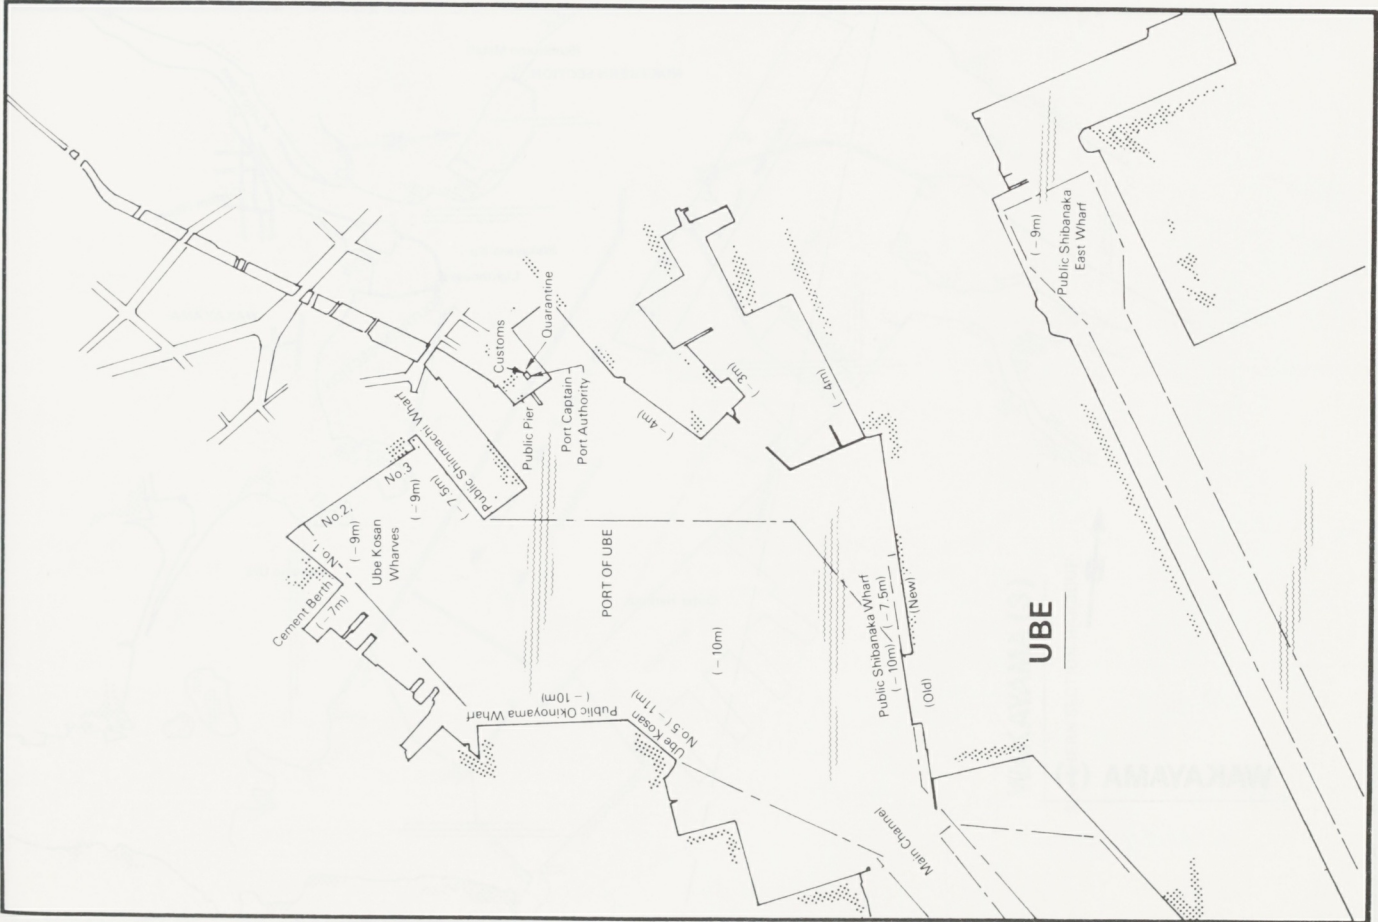 Customs
Quarantine
Public Pier
Port Captain
Port Authority
Public Shinmachi Wharf
(-7.5m)
No.3
(-9m)
No.2,
(-9m)
Ube Kosan
Wharves
No.1
Cement Berth
(-7m)
(-4m)
(-3m)
(-4m)
(-9m)
Public Shibanaka
East Wharf
PORT OF UBE
(-10m)
Public Okinoyama Wharf
(-10m)
Ube Kosan
No.5 (-11m)
Public Shibanaka Wharf
(-10m) / (-7.5m)
(New)
(Old)
Main Channel
UBE
WAKAYAMA